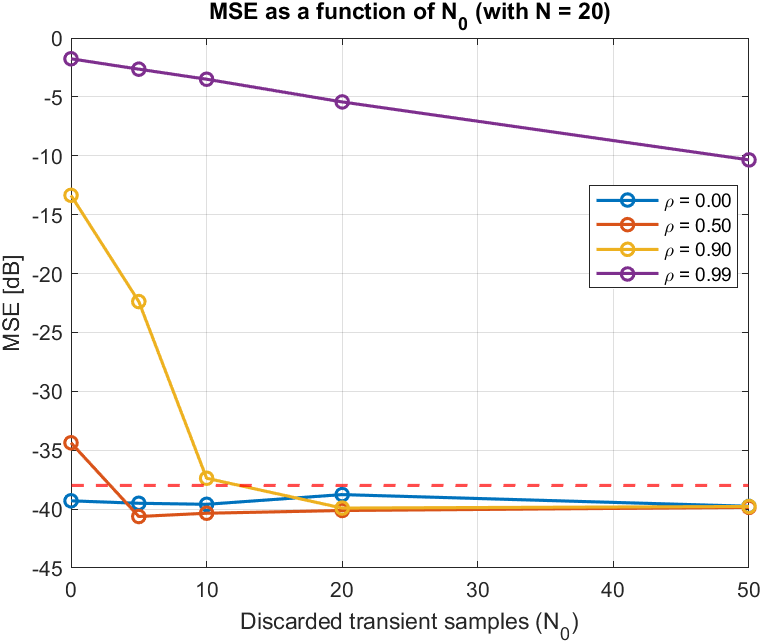 MSE as a function of N₀ (with N = 20)
MSE [dB]
0
-5
-10
-15
-20
-25
-30
-35
-40
-45
ρ = 0.00
ρ = 0.50
ρ = 0.90
ρ = 0.99
0 10 20 30 40 50
Discarded transient samples (N₀)